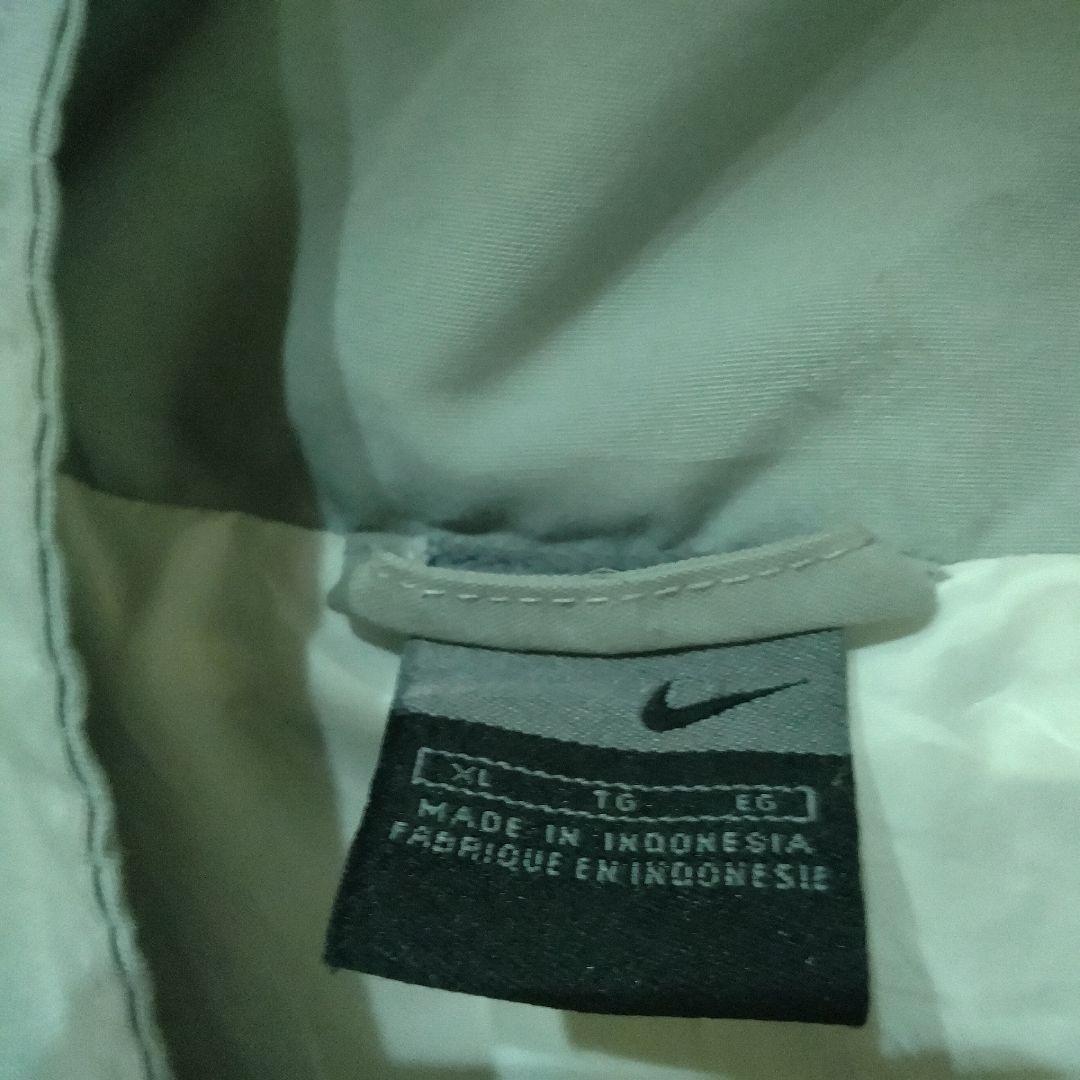 XL TG EG
MADE IN INDONESIA
FABRIQUE EN INDONESIE